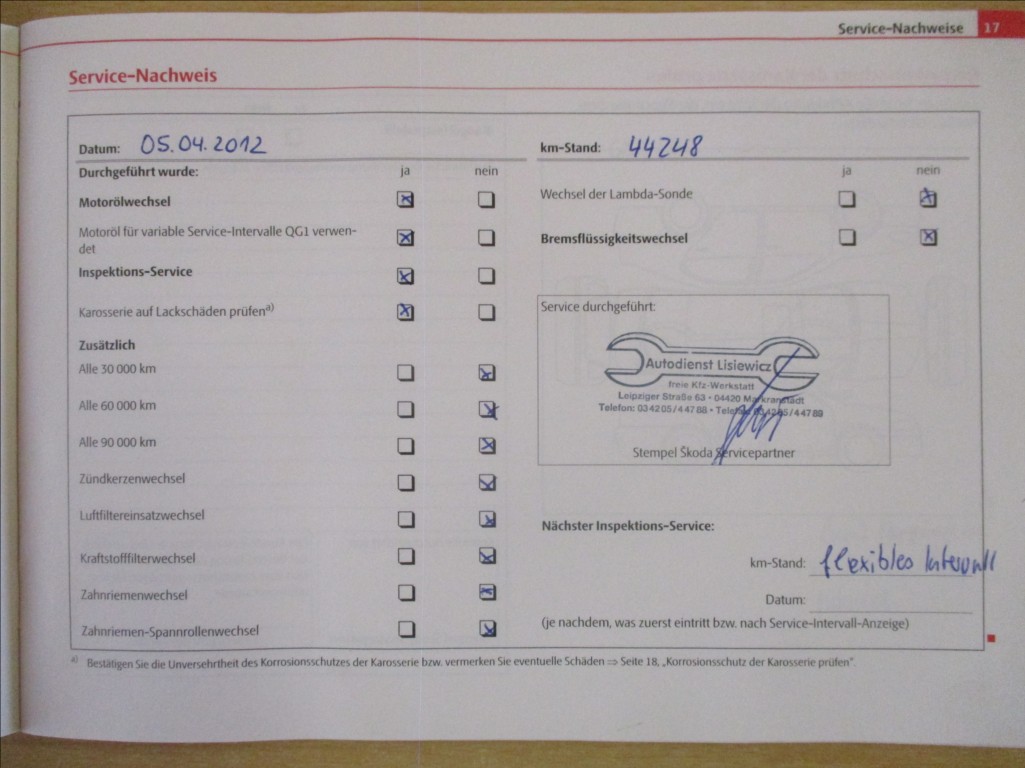 Service-Nachweise 17
Service-Nachweis
Datum: 05.04.2012
km-Stand: 44248
Durchgeführt wurde: ja nein
ja nein
Motorölwechsel
Wechsel der Lambda-Sonde
Motoröl für variable Service-Intervalle QG1 verwen-
det
Bremsflüssigkeitswechsel
Inspektions-Service
Karosserie auf Lackschäden prüfen a)
Zusätzlich
Alle 30 000 km
Alle 60 000 km
Alle 90 000 km
Zündkerzenwechsel
Luftfiltereinsatzwechsel
Kraftstofffilterwechsel
Zahnriemenwechsel
Zahnriemen-Spannrollenwechsel
Service durchgeführt:
Autodienst Lisiewicz
freie Kfz-Werkstatt
Leipziger Straße 63 • 04420 Markranstädt
Telefon: 034205/44788 • Telefax 034205/44789
Stempel Škoda Servicepartner
Nächster Inspektions-Service:
km-Stand: flexibles Intervall
Datum:
(je nachdem, was zuerst eintritt bzw. nach Service-Intervall-Anzeige)
a) Bestätigen Sie die Unversehrtheit des Korrosionsschutzes der Karosserie bzw. vermerken Sie eventuelle Schäden ⇒ Seite 18, „Korrosionsschutz der Karosserie prüfen“.